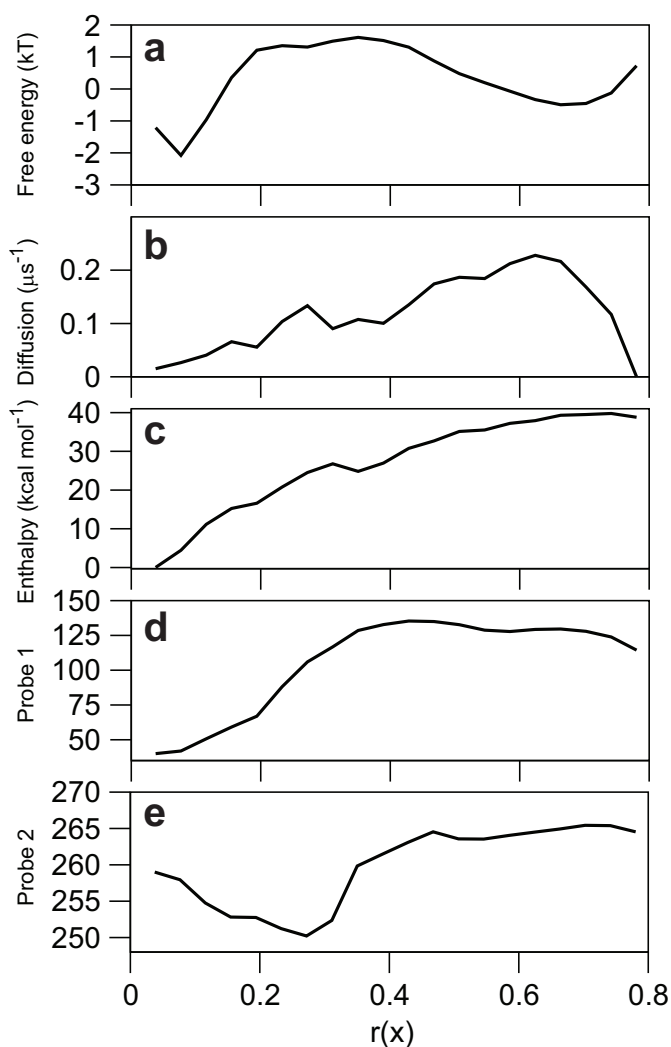 a
Free energy (kT)
2
1
0
-1
-2
-3
b
Diffusion (μs⁻¹)
0.2
0.1
0
c
Enthalpy (kcal mol⁻¹)
40
30
20
10
0
d
Probe 1
150
125
100
75
50
e
Probe 2
270
265
260
255
250
0 0.2 0.4 0.6 0.8
r(x)